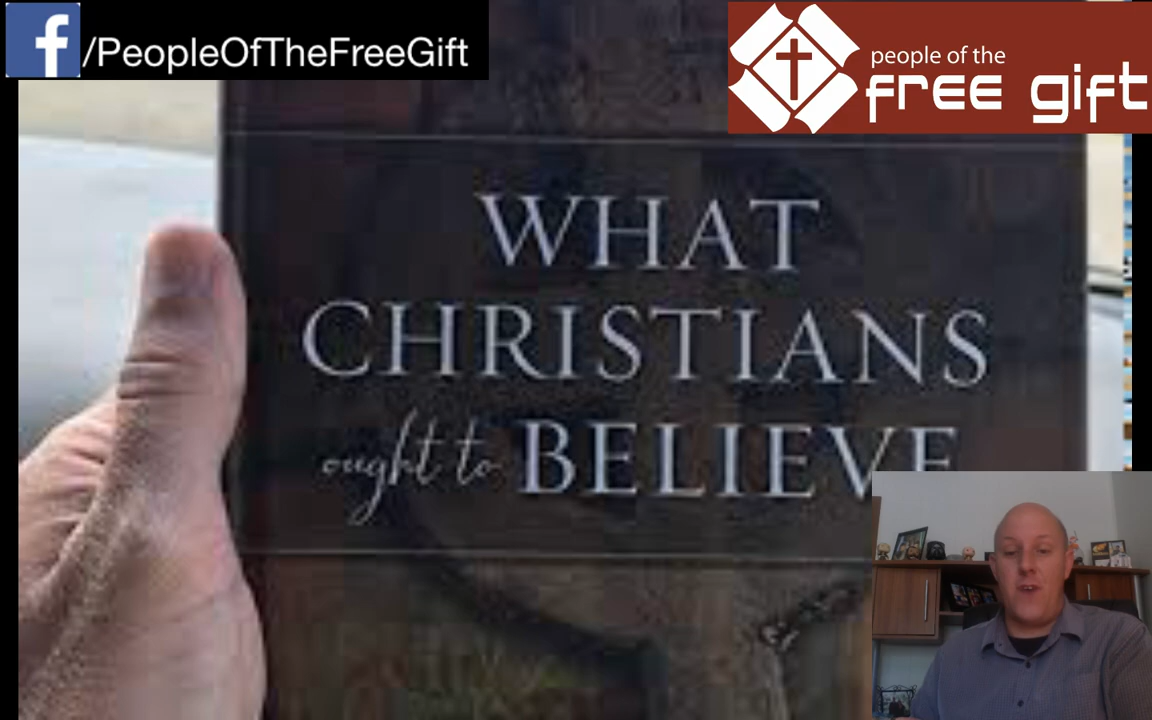 /PeopleOfTheFreeGift
people of the
free gift
WHAT
CHRISTIANS
ought to BELIEVE